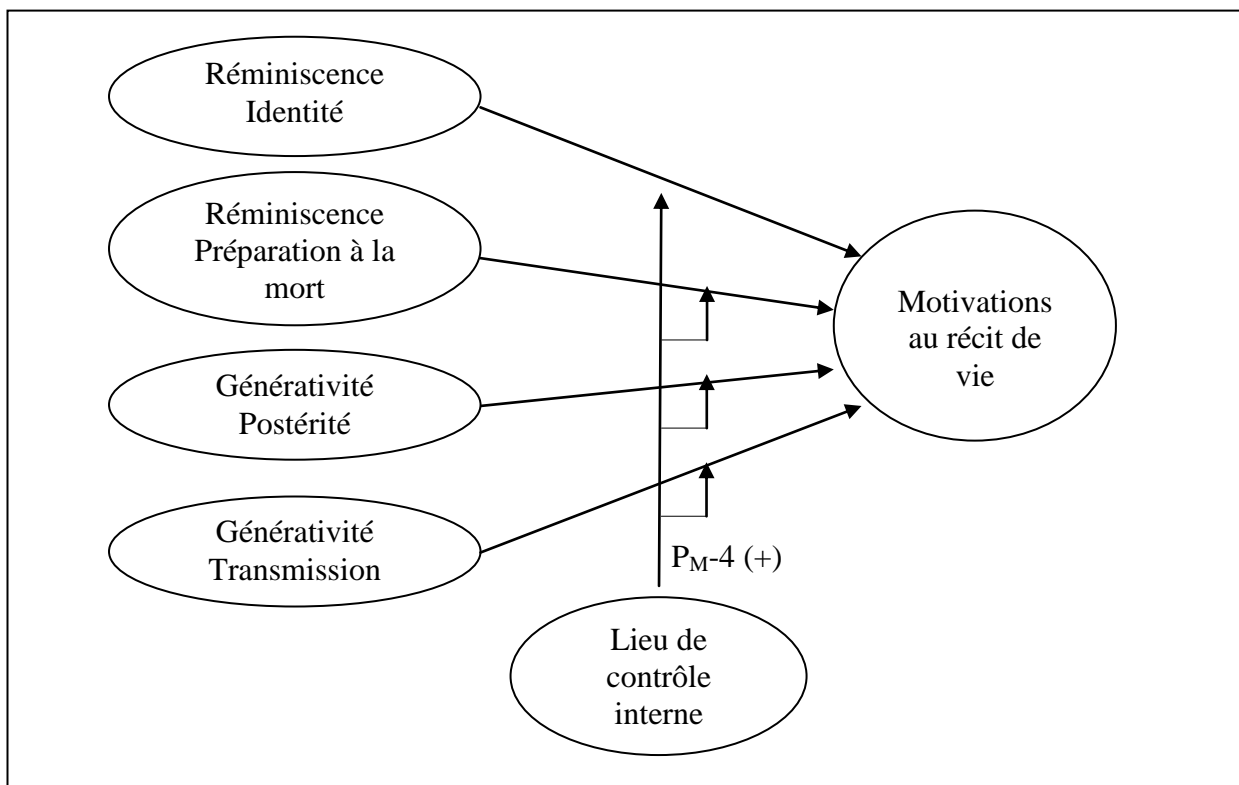 Réminiscence
Identité
Réminiscence
Préparation à la
mort
Générativité
Postérité
Générativité
Transmission
Motivations
au récit de
vie
P_M-4 (+)
Lieu de
contrôle
interne